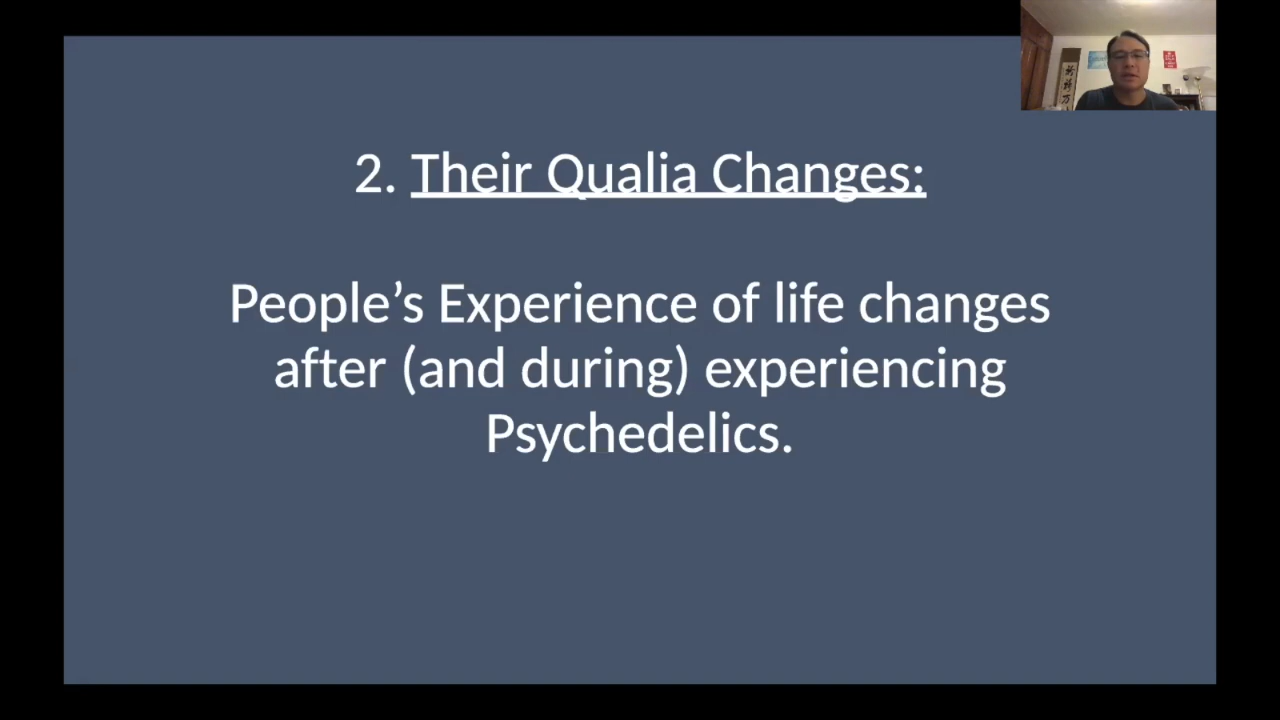 2. Their Qualia Changes:
People’s Experience of life changes
after (and during) experiencing
Psychedelics.